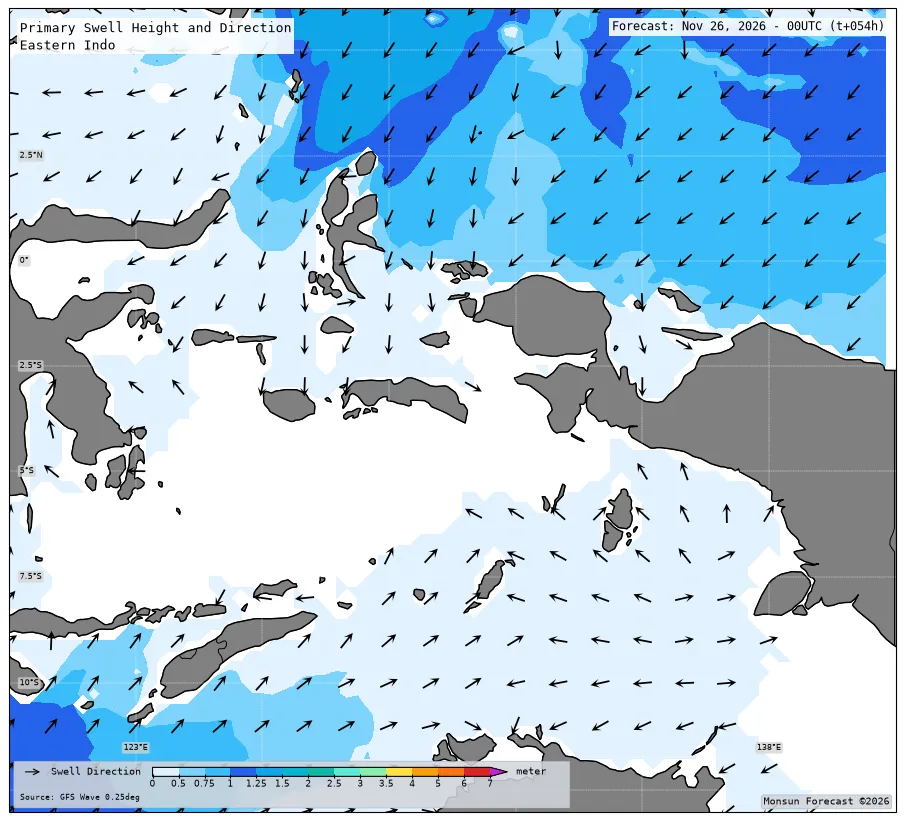 Primary Swell Height and Direction
Eastern Indo
Forecast: Nov 26, 2026 - 00UTC (t+054h)
2.5°N
0°
2.5°S
5°S
7.5°S
10°S
123°E
138°E
Swell Direction
0 0.5 0.75 1 1.25 1.5 2 2.5 3 3.5 4 5 6 7
meter
Source: GFS Wave 0.25deg
Monsun Forecast ©2026